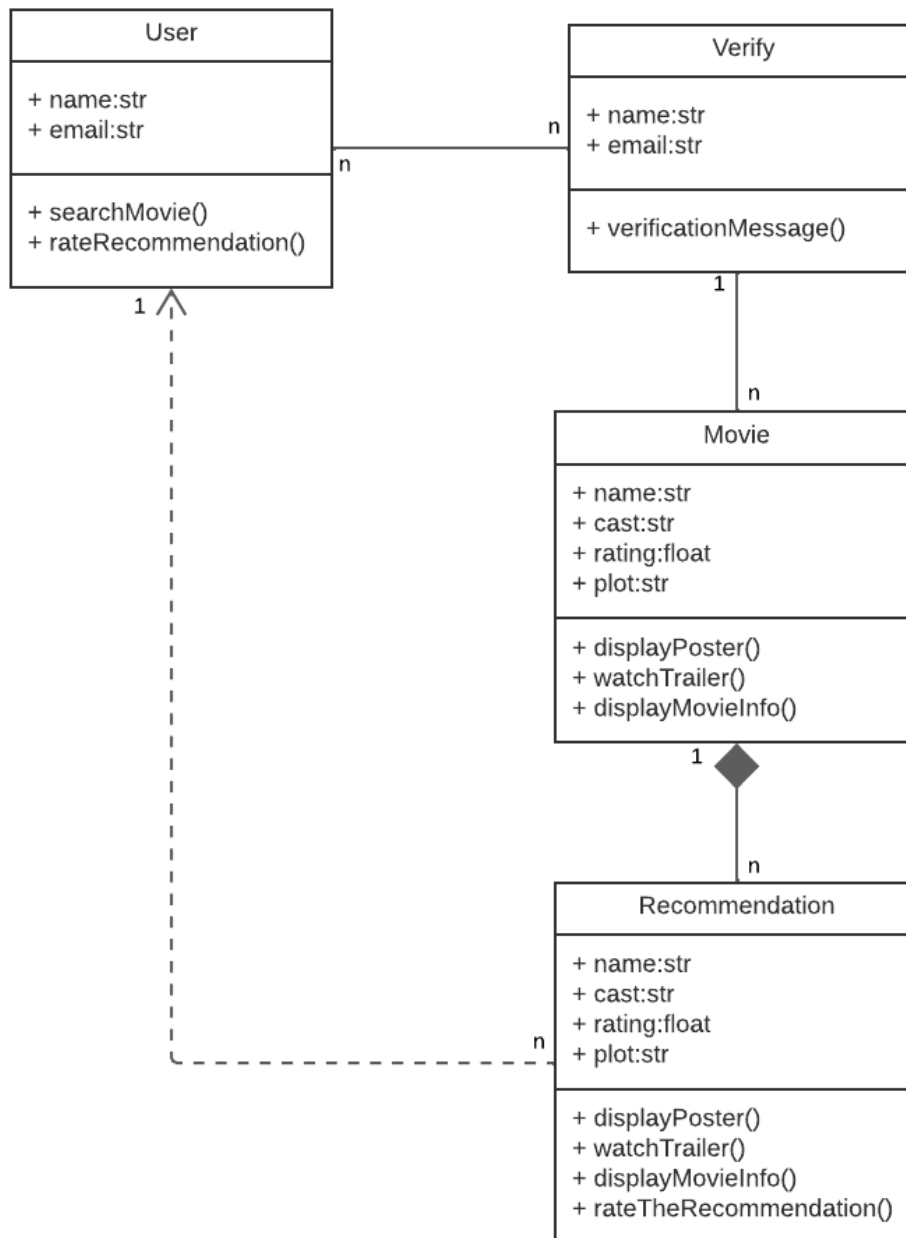 User
+ name:str
+ email:str
+ searchMovie()
+ rateRecommendation()
1
n
n
Verify
+ name:str
+ email:str
+ verificationMessage()
1
n
Movie
+ name:str
+ cast:str
+ rating:float
+ plot:str
+ displayPoster()
+ watchTrailer()
+ displayMovieInfo()
1
n
Recommendation
+ name:str
+ cast:str
+ rating:float
+ plot:str
n
+ displayPoster()
+ watchTrailer()
+ displayMovieInfo()
+ rateTheRecommendation()